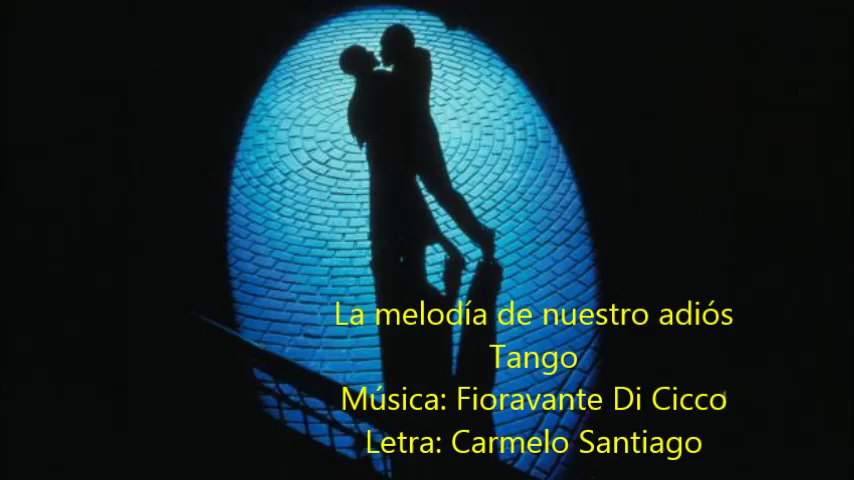 La melodía de nuestro adiós
Tango
Música: Fioravante Di Cicco
Letra: Carmelo Santiago